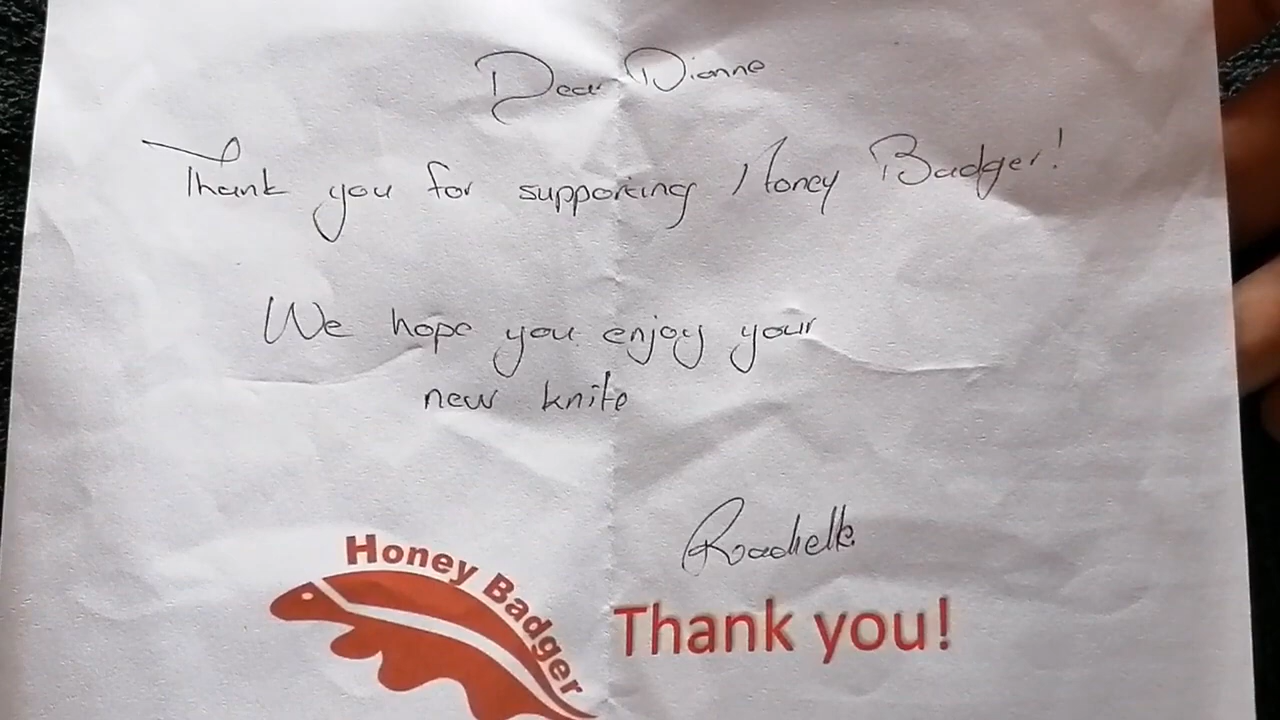 Dear Dianne
Thank you for supporting Honey Badger!
We hope you enjoy your
new knife
Roachelle
Honey Badger
Thank you!